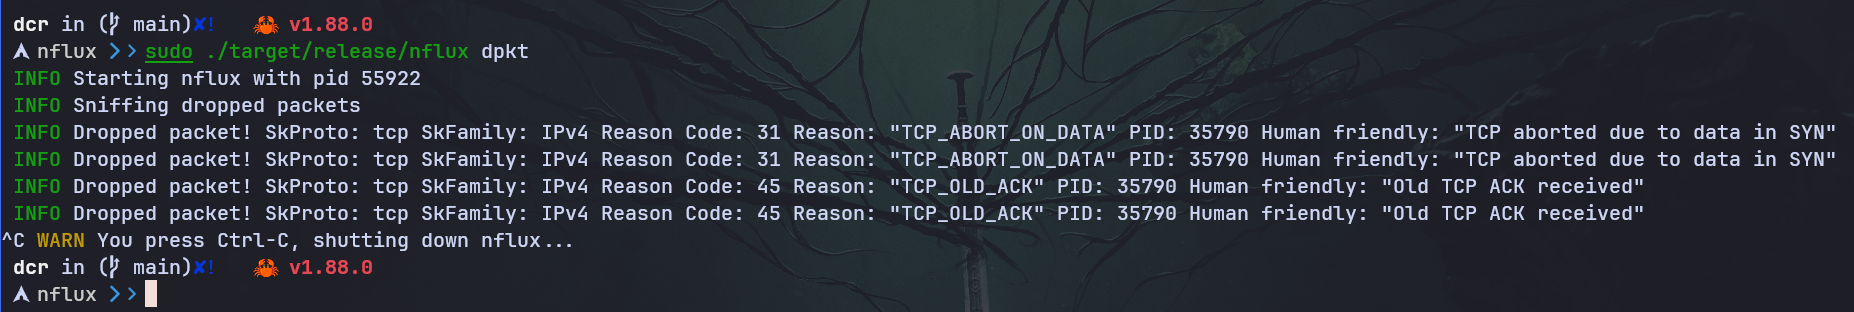 dcr in ( main)✘! 🦀 v1.88.0
nflux >> sudo ./target/release/nflux dpkt
INFO Starting nflux with pid 55922
INFO Sniffing dropped packets
INFO Dropped packet! SkProto: tcp SkFamily: IPv4 Reason Code: 31 Reason: "TCP_ABORT_ON_DATA" PID: 35790 Human friendly: "TCP aborted due to data in SYN"
INFO Dropped packet! SkProto: tcp SkFamily: IPv4 Reason Code: 31 Reason: "TCP_ABORT_ON_DATA" PID: 35790 Human friendly: "TCP aborted due to data in SYN"
INFO Dropped packet! SkProto: tcp SkFamily: IPv4 Reason Code: 45 Reason: "TCP_OLD_ACK" PID: 35790 Human friendly: "Old TCP ACK received"
INFO Dropped packet! SkProto: tcp SkFamily: IPv4 Reason Code: 45 Reason: "TCP_OLD_ACK" PID: 35790 Human friendly: "Old TCP ACK received"
^C WARN You press Ctrl-C, shutting down nflux...
dcr in ( main)✘! 🦀 v1.88.0
nflux >>